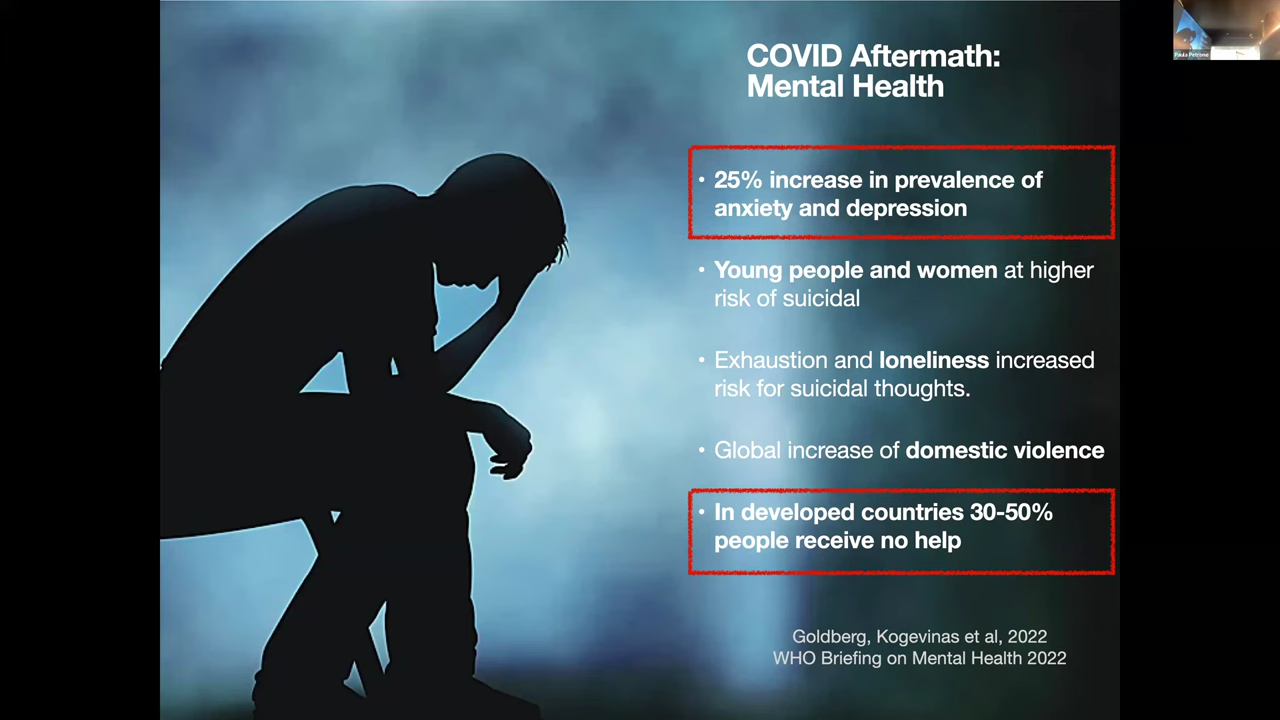 COVID Aftermath:
Mental Health
• 25% increase in prevalence of
anxiety and depression
• Young people and women at higher
risk of suicidal
• Exhaustion and loneliness increased
risk for suicidal thoughts.
• Global increase of domestic violence
• In developed countries 30-50%
people receive no help
Goldberg, Kogevinas et al, 2022
WHO Briefing on Mental Health 2022
Paula Petrone